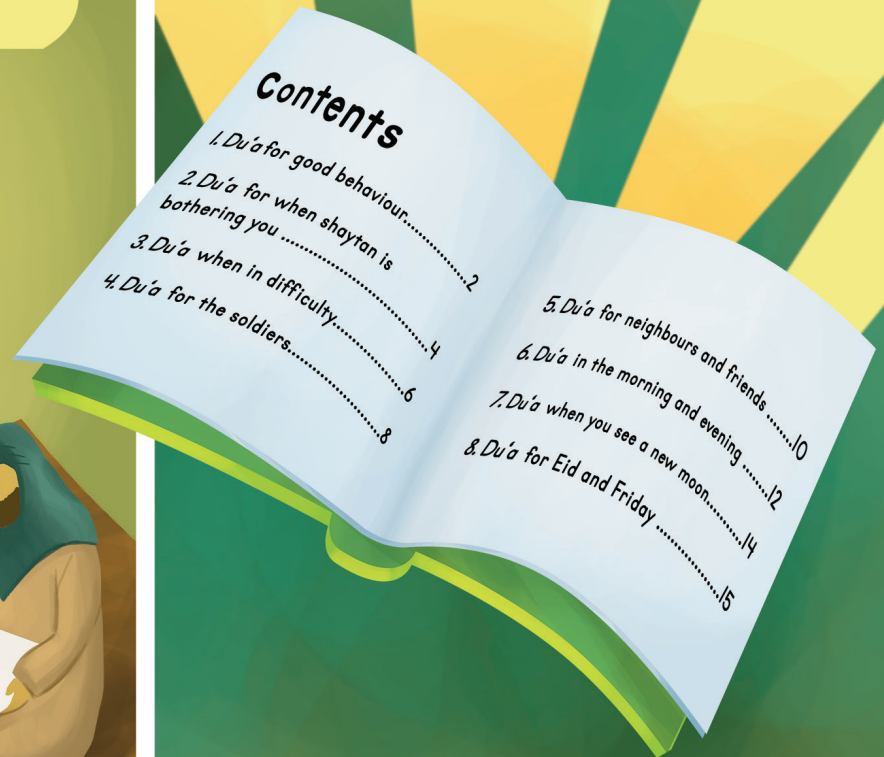 Contents
1. Du'a for good behaviour..................2
2. Du'a for when shaytan is
bothering you ........................4
3. Du'a when in difficulty...............6
4. Du'a for the soldiers..................8
5. Du'a for neighbours and friends .......10
6. Du'a in the morning and evening .......12
7. Du'a when you see a new moon.........14
8. Du'a for Eid and Friday ..............15